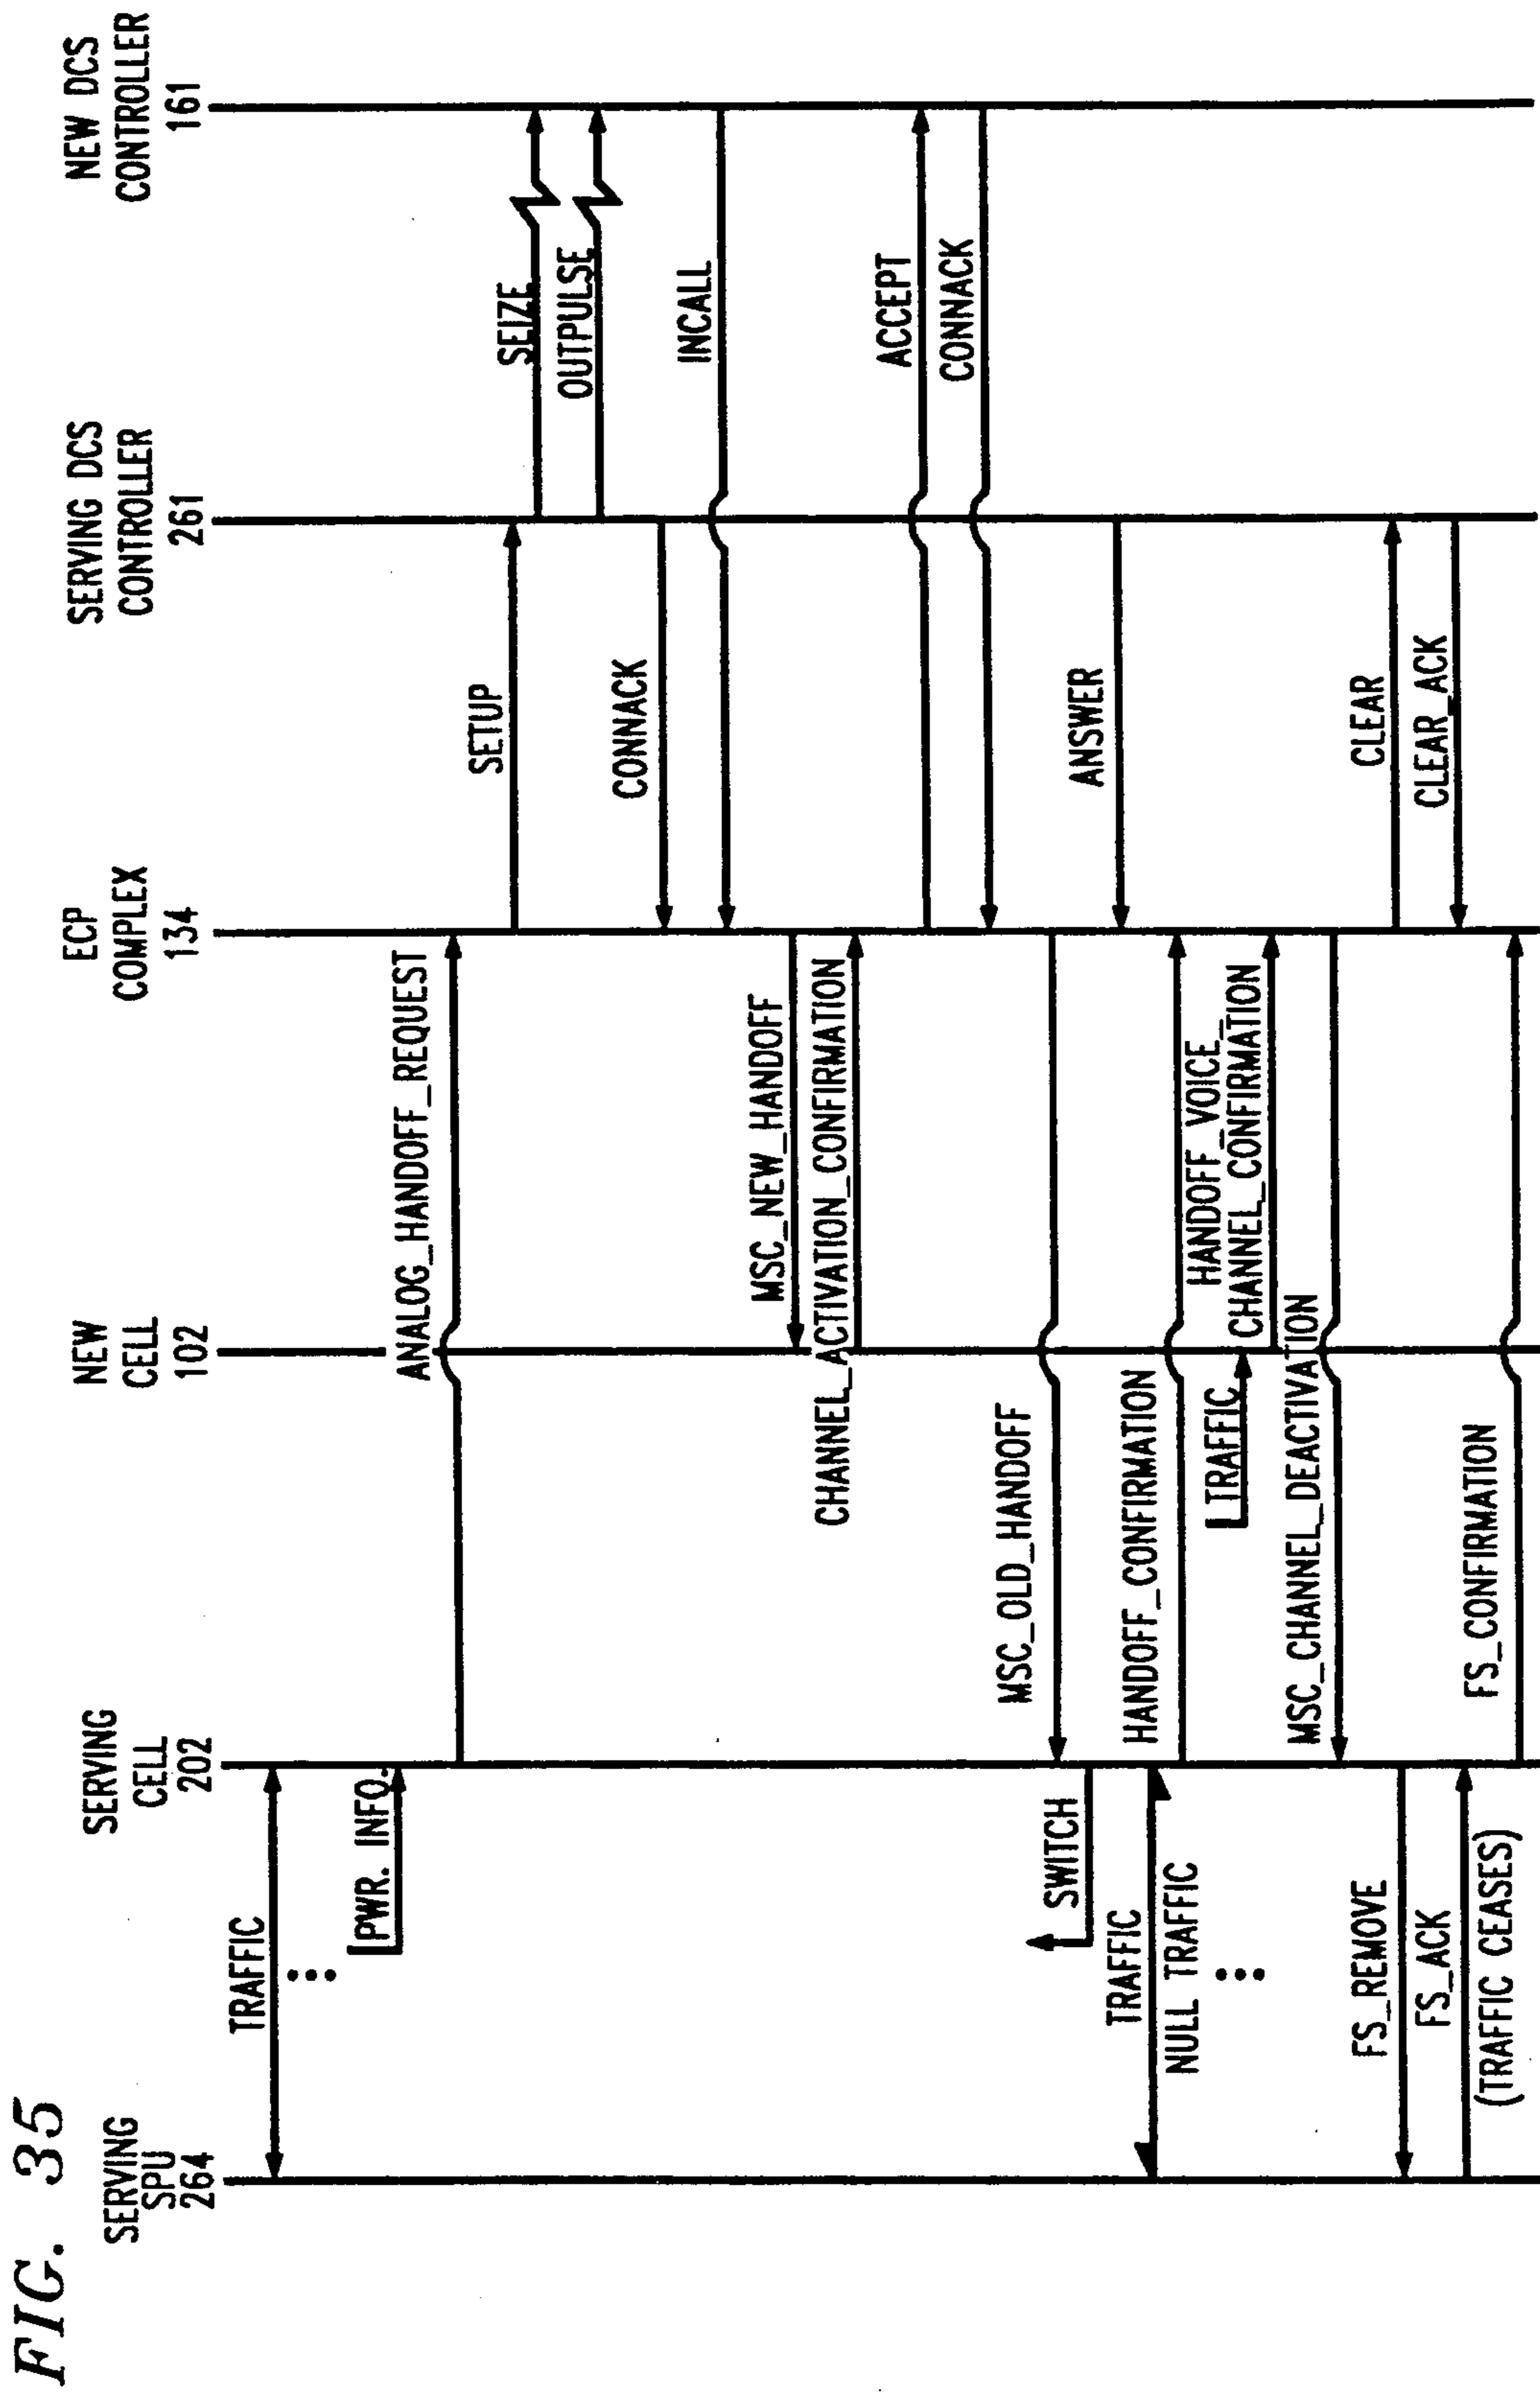 FIG. 35
SERVING
SPU
264
SERVING
CELL
202
NEW
CELL
102
ECP
COMPLEX
134
SERVING DCS
CONTROLLER
261
NEW DCS
CONTROLLER
161
TRAFFIC
PWR. INFO.
ANALOG_HANDOFF_REQUEST
SETUP
SEIZE
OUTPULSE
CONNACK
INCALL
MSC_NEW_HANDOFF
CHANNEL_ACTIVATION_CONFIRMATION
ACCEPT
CONNACK
MSC_OLD_HANDOFF
SWITCH
ANSWER
TRAFFIC
NULL TRAFFIC
HANDOFF_CONFIRMATION
TRAFFIC
HANDOFF_VOICE_
CHANNEL_CONFIRMATION
MSC_CHANNEL_DEACTIVATION
CLEAR
FS_REMOVE
CLEAR_ACK
FS_ACK
(TRAFFIC CEASES)
FS_CONFIRMATION